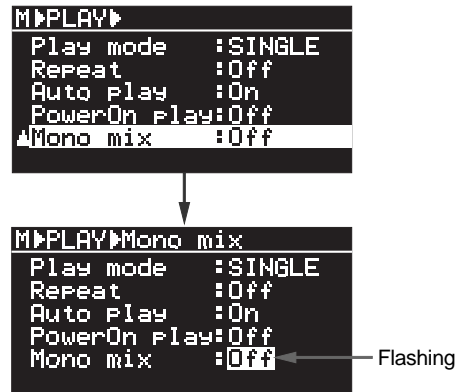 M▶PLAY▶
Play mode :SINGLE
Repeat :Off
Auto play :On
PowerOn play:Off
Mono mix :Off
M▶PLAY▶Mono mix
Play mode :SINGLE
Repeat :Off
Auto play :On
PowerOn play:Off
Mono mix :Off
Flashing